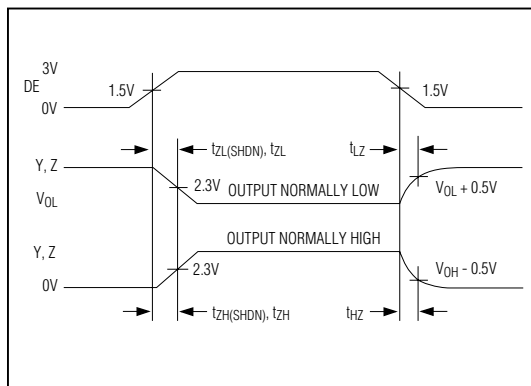 3V
DE
1.5V
1.5V
0V
tZL(SHDN), tZL
tLZ
Y, Z
2.3V
OUTPUT NORMALLY LOW
VOL + 0.5V
VOL
OUTPUT NORMALLY HIGH
Y, Z
2.3V
VOH - 0.5V
0V
tZH(SHDN), tZH
tHZ